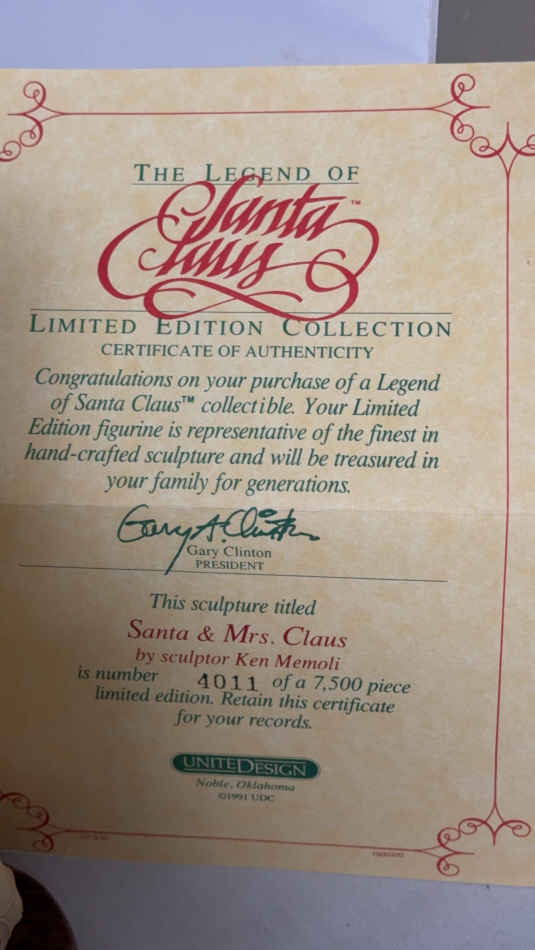 THE LEGEND OF
Santa Claus™
LIMITED EDITION COLLECTION
CERTIFICATE OF AUTHENTICITY
Congratulations on your purchase of a Legend
of Santa Claus™ collectible. Your Limited
Edition figurine is representative of the finest in
hand-crafted sculpture and will be treasured in
your family for generations.
Gary A. Clinton
Gary Clinton
PRESIDENT
This sculpture titled
Santa & Mrs. Claus
by sculptor Ken Memoli
is number 4011 of a 7,500 piece
limited edition. Retain this certificate
for your records.
UNITEDESIGN
Noble, Oklahoma
©1991 UDC